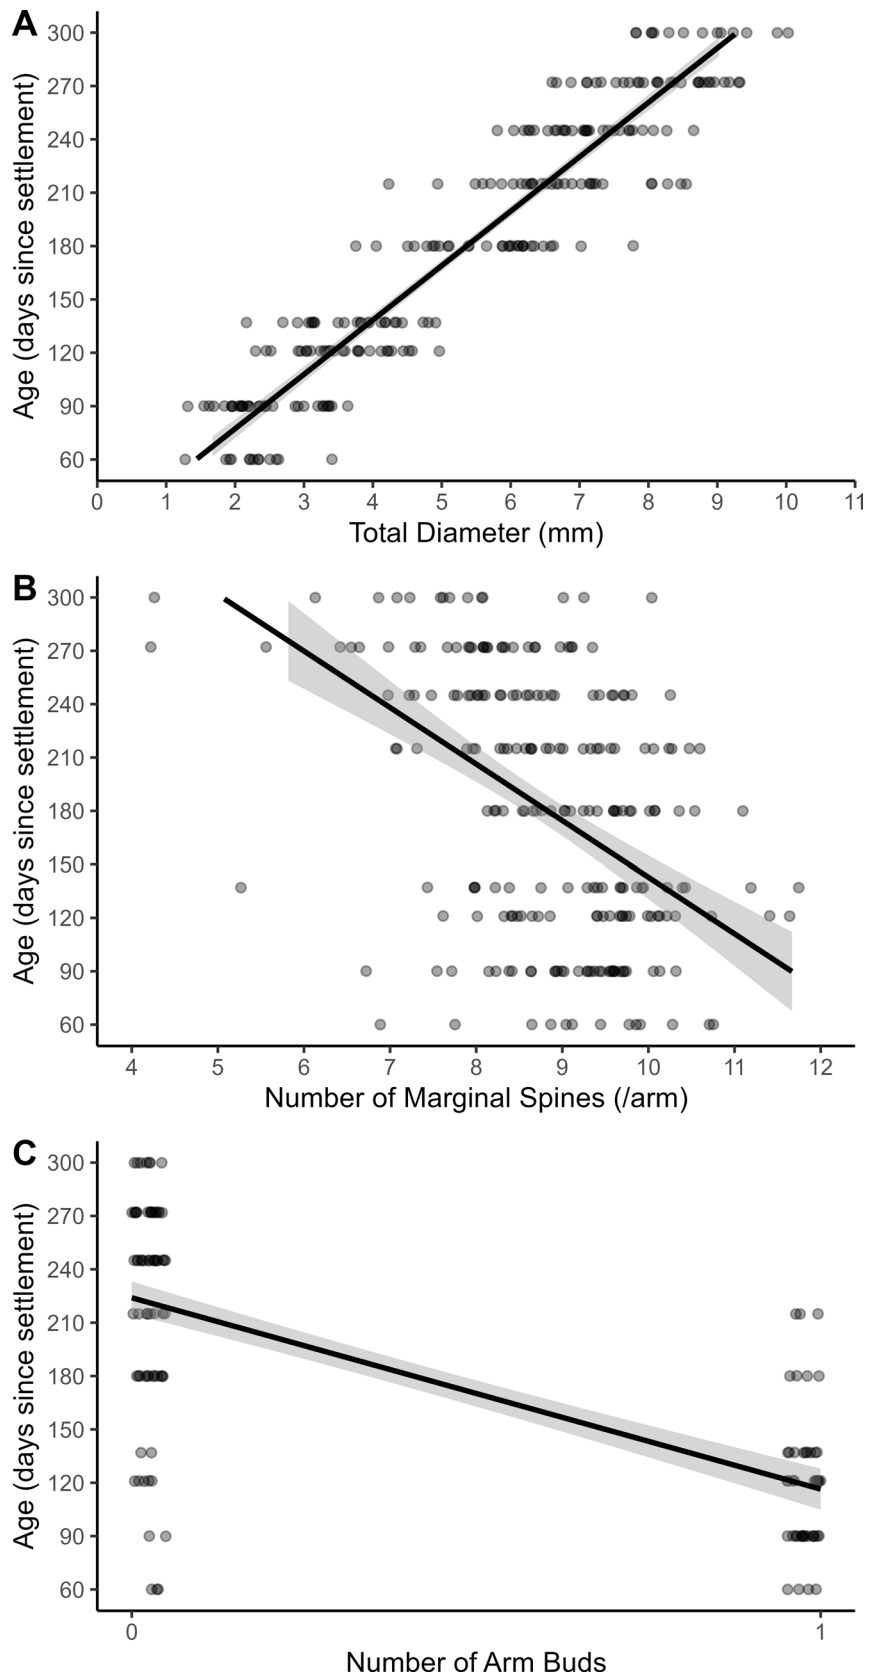 A
Age (days since settlement)
300
270
240
210
180
150
120
90
60
0 1 2 3 4 5 6 7 8 9 10 11
Total Diameter (mm)
B
Age (days since settlement)
300
270
240
210
180
150
120
90
60
4 5 6 7 8 9 10 11 12
Number of Marginal Spines (/arm)
C
Age (days since settlement)
300
270
240
210
180
150
120
90
60
0 1
Number of Arm Buds